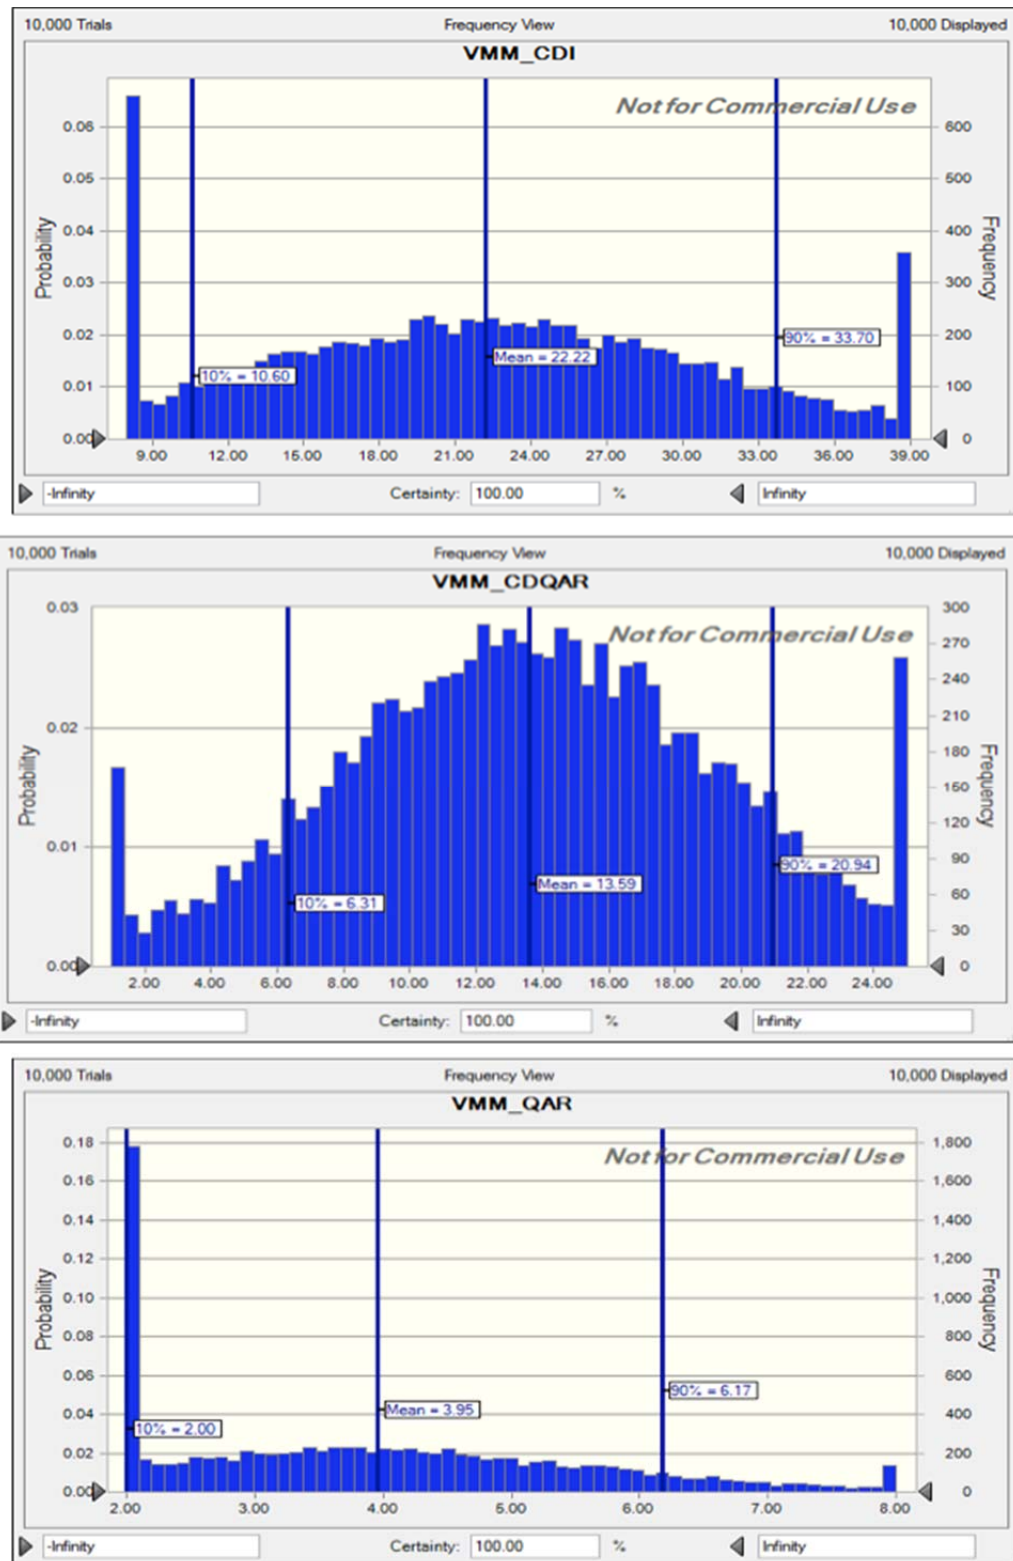 10,000 Trials Frequency View 10,000 Displayed
VMM_CDI
Not for Commercial Use
0.06 600
0.05 500
0.04 400
0.03 300
0.02 200
0.01 100
0.00 0
Probability
Frequency
10% = 10.60
Mean = 22.22
90% = 33.70
9.00 12.00 15.00 18.00 21.00 24.00 27.00 30.00 33.00 36.00 39.00
-Infinity Certainty: 100.00 % Infinity
10,000 Trials Frequency View 10,000 Displayed
VMM_CDQAR
Not for Commercial Use
0.03 300
270
240
0.02 210
180
150
0.01 120
90
60
30
0.00 0
Probability
Frequency
10% = 6.31
Mean = 13.59
90% = 20.94
2.00 4.00 6.00 8.00 10.00 12.00 14.00 16.00 18.00 20.00 22.00 24.00
-Infinity Certainty: 100.00 % Infinity
10,000 Trials Frequency View 10,000 Displayed
VMM_QAR
Not for Commercial Use
0.18 1,800
0.16 1,600
0.14 1,400
0.12 1,200
0.10 1,000
0.08 800
0.06 600
0.04 400
0.02 200
0.00 0
Probability
Frequency
10% = 2.00
Mean = 3.95
90% = 6.17
2.00 3.00 4.00 5.00 6.00 7.00 8.00
-Infinity Certainty: 100.00 % Infinity